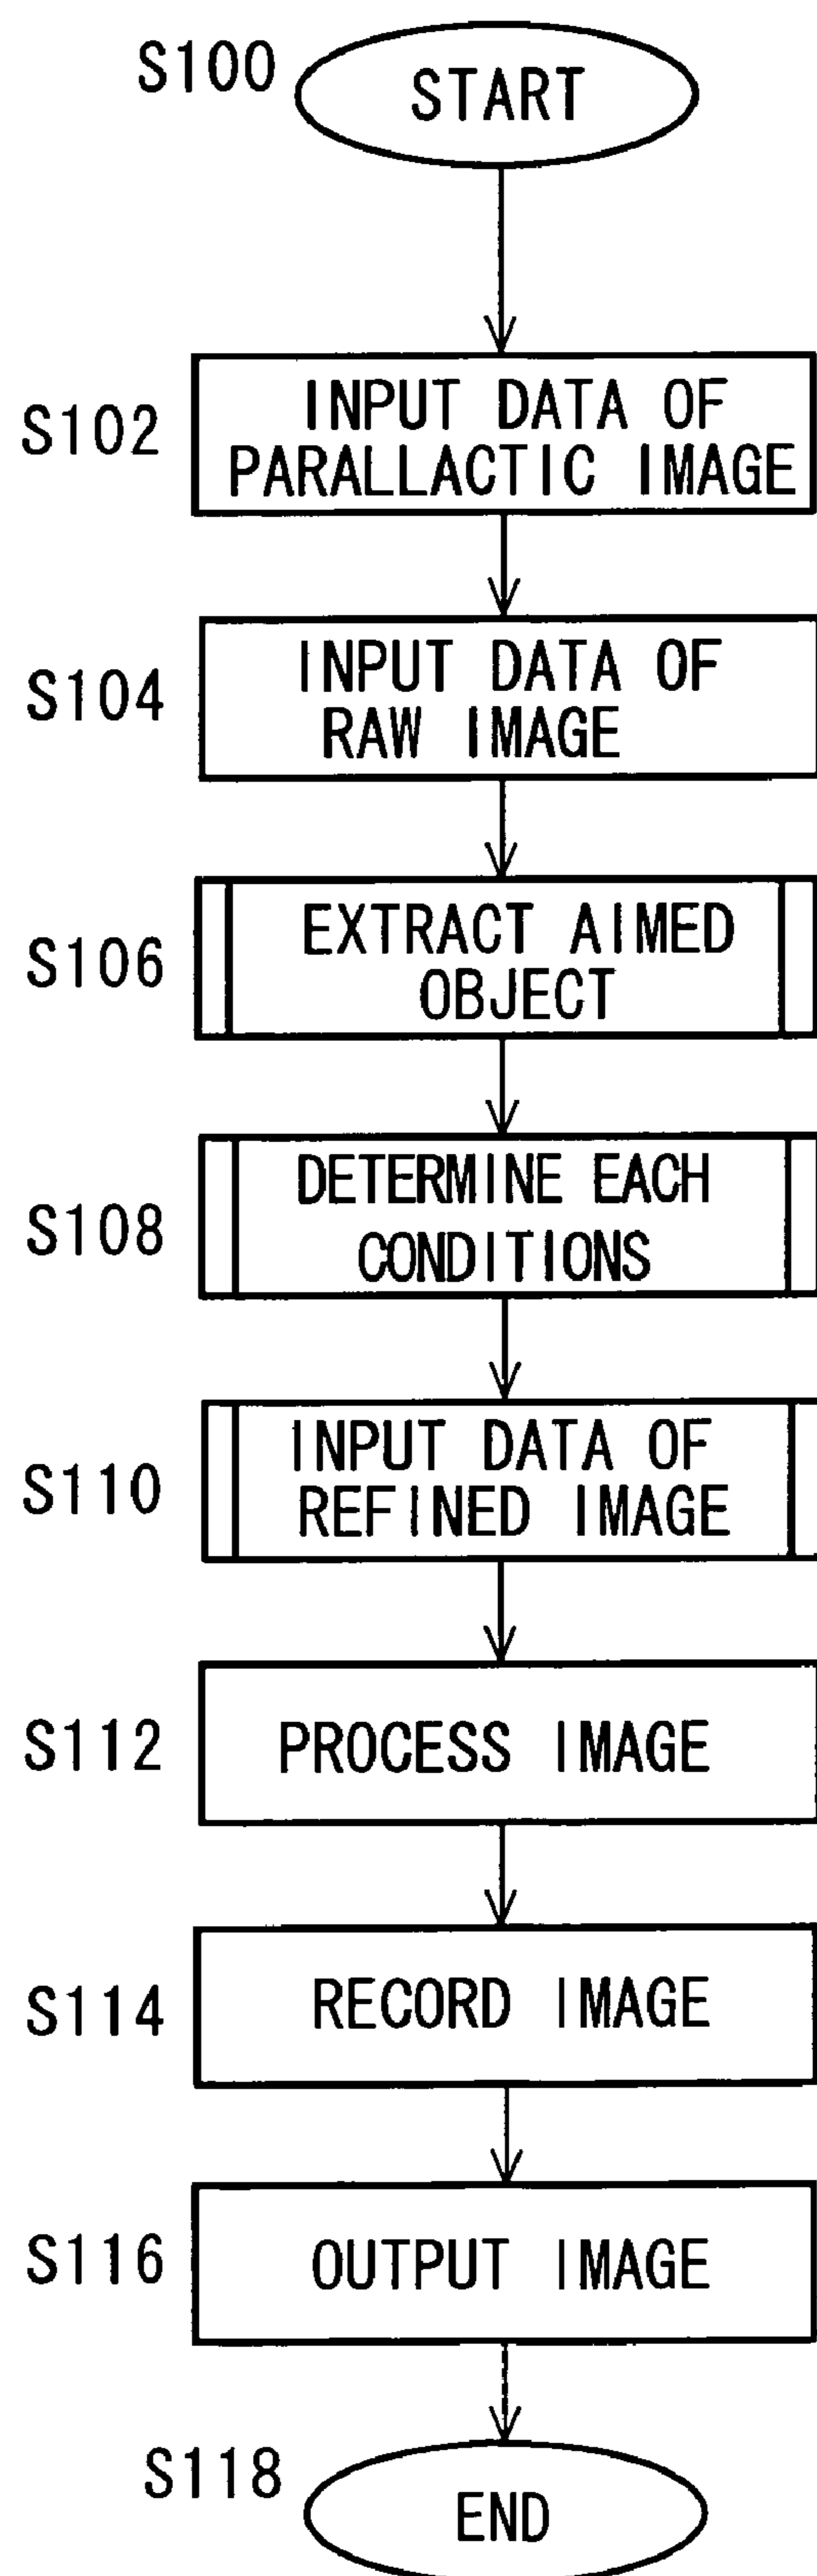 S100
START
S102
INPUT DATA OF
PARALLACTIC IMAGE
S104
INPUT DATA OF
RAW IMAGE
S106
EXTRACT AIMED
OBJECT
S108
DETERMINE EACH
CONDITIONS
S110
INPUT DATA OF
REFINED IMAGE
S112
PROCESS IMAGE
S114
RECORD IMAGE
S116
OUTPUT IMAGE
S118
END